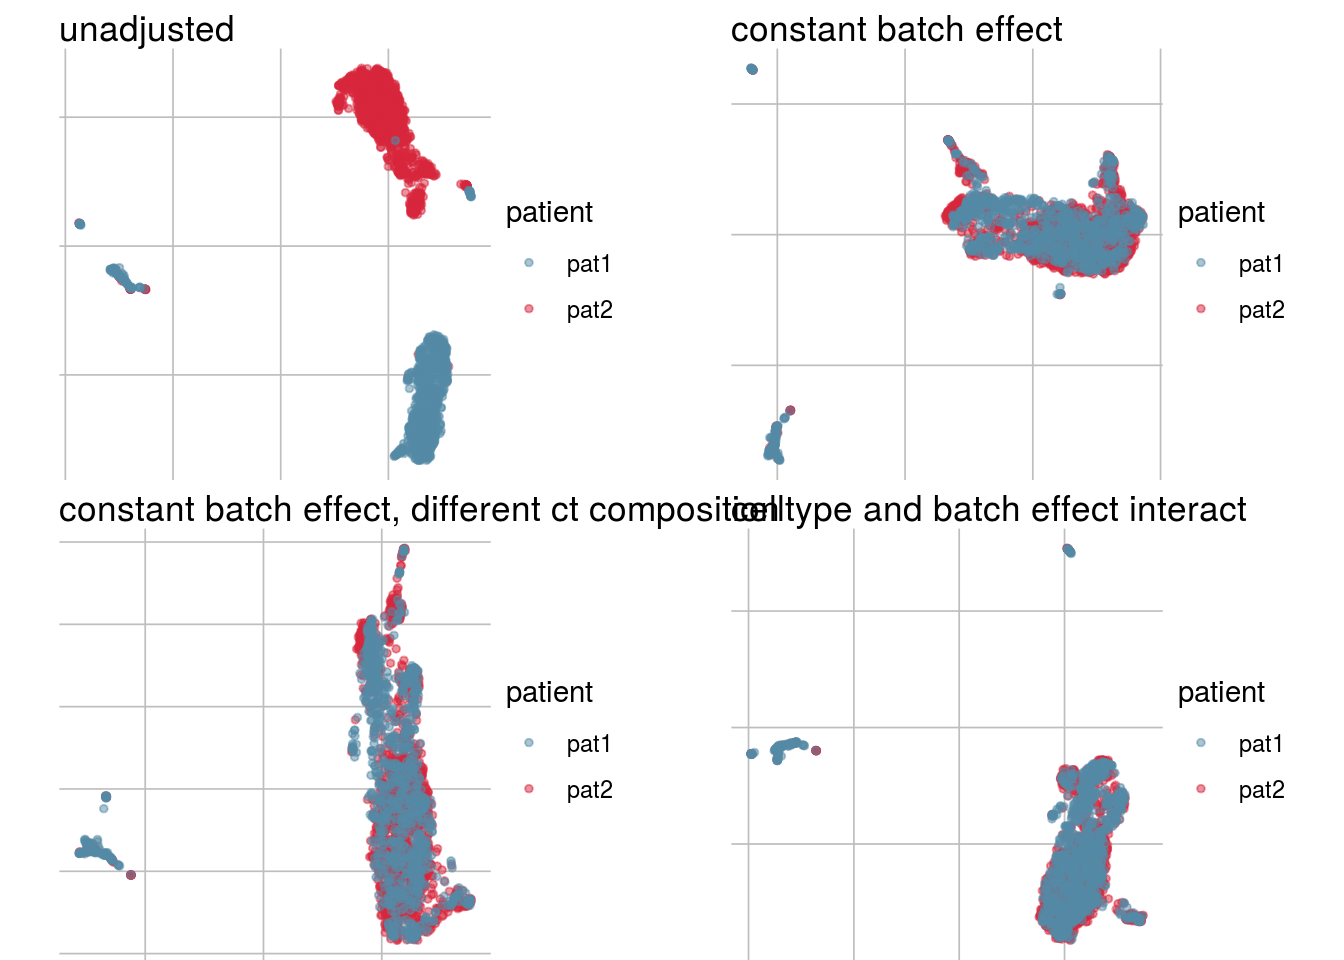 unadjusted
patient
pat1
pat2
constant batch effect
patient
pat1
pat2
constant batch effect, different ct composition
patient
pat1
pat2
celltype and batch effect interact
patient
pat1
pat2